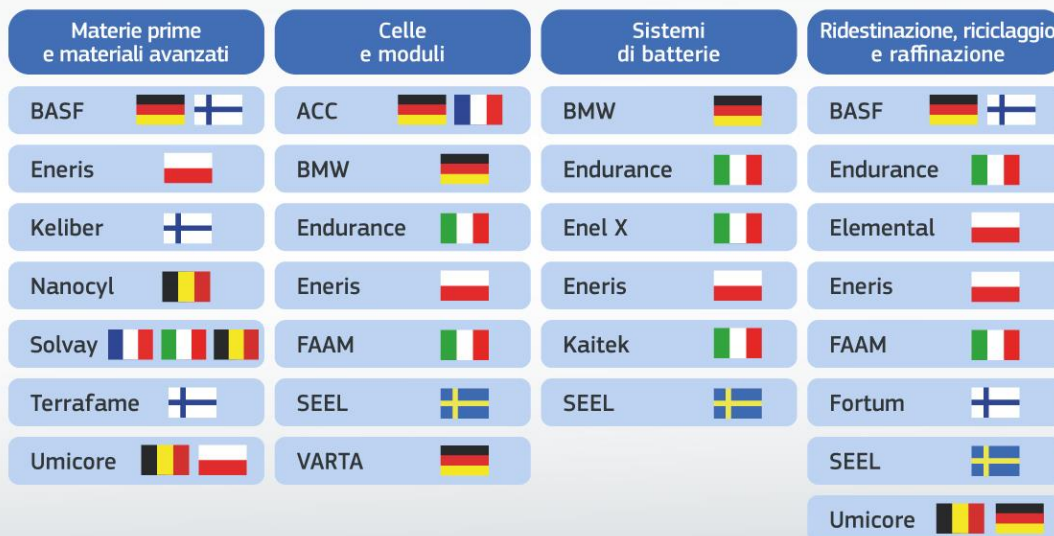 Materie prime
e materiali avanzati
BASF
Eneris
Keliber
Nanocyl
Solvay
Terrafame
Umicore
Celle
e moduli
ACC
BMW
Endurance
Eneris
FAAM
SEEL
VARTA
Sistemi
di batterie
BMW
Endurance
Enel X
Eneris
Kaitek
SEEL
Ridestinazione, riciclaggio
e raffinazione
BASF
Endurance
Elemental
Eneris
FAAM
Fortum
SEEL
Umicore